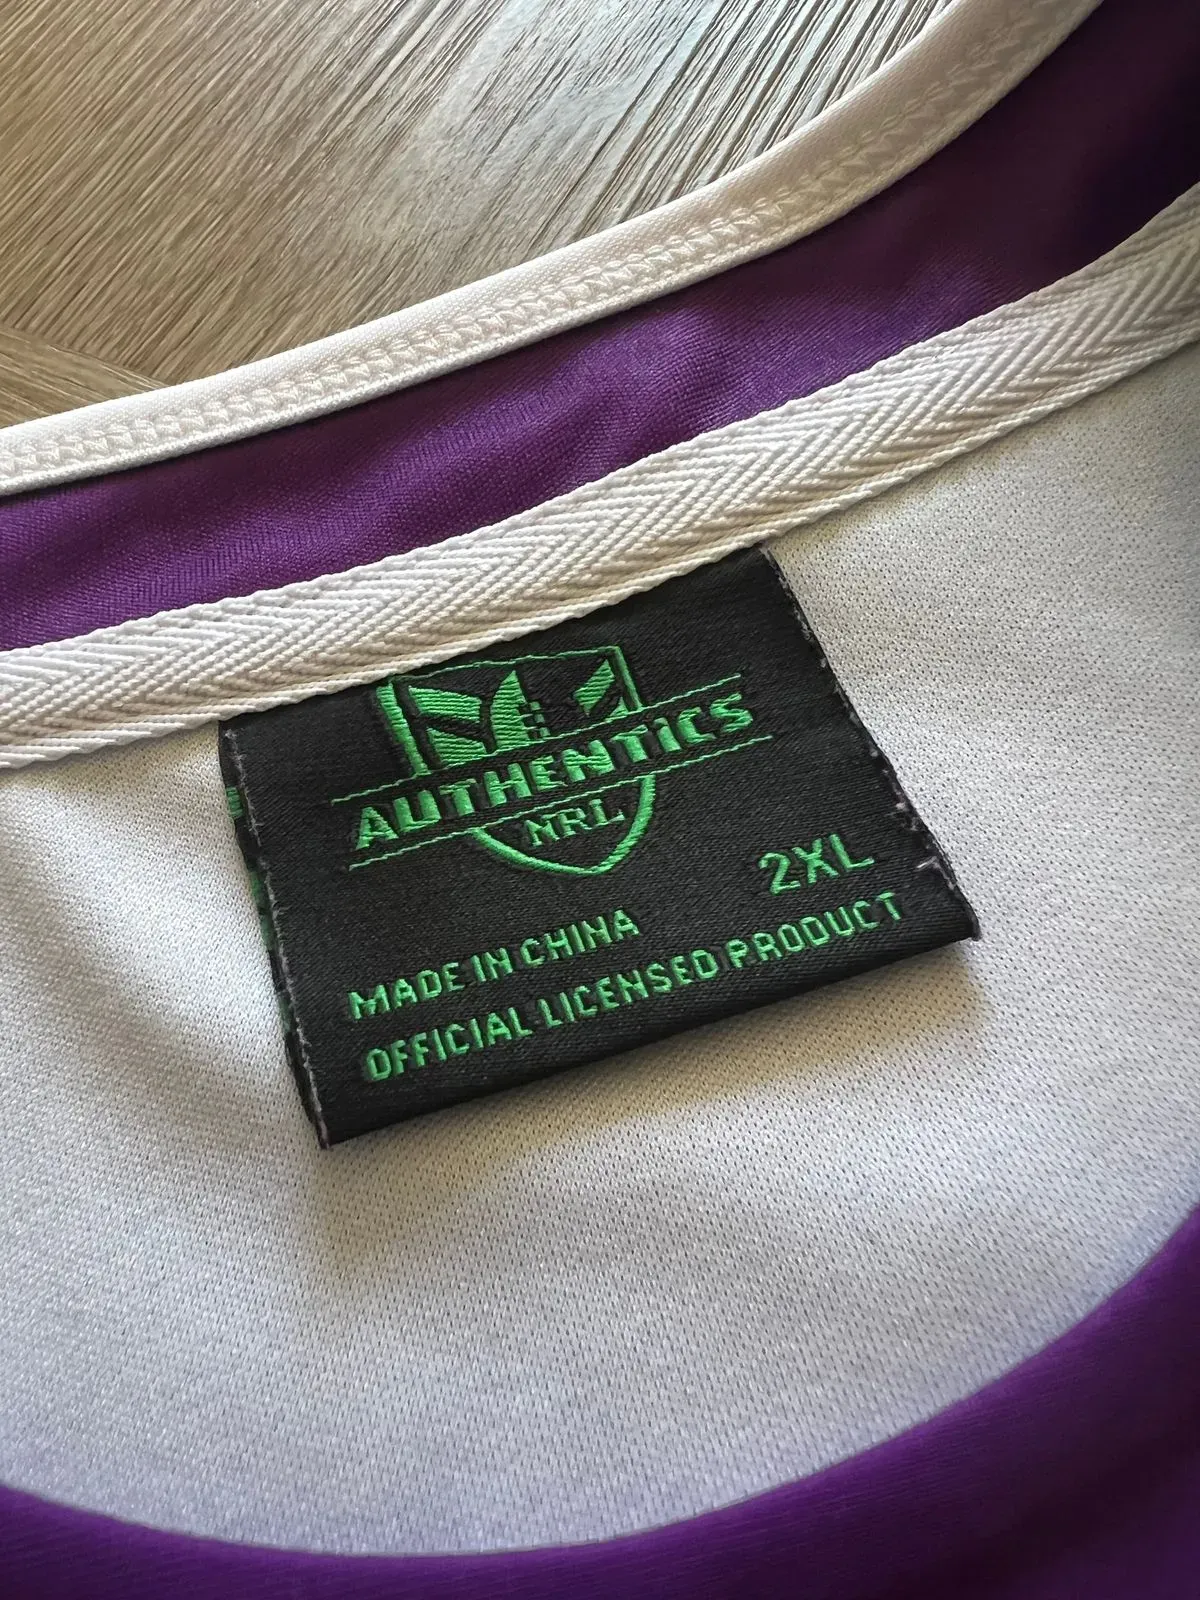 AUTHENTICS
NRL
2XL
MADE IN CHINA
OFFICIAL LICENSED PRODUCT